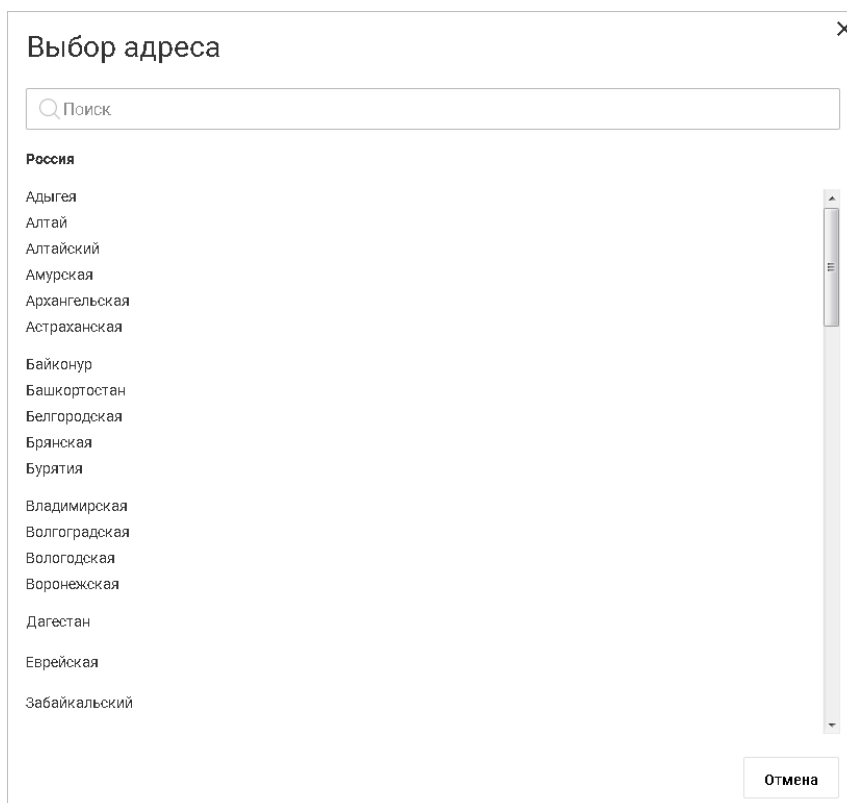 Выбор адреса
Поиск
Россия
Адыгея
Алтай
Алтайский
Амурская
Архангельская
Астраханская
Байконур
Башкортостан
Белгородская
Брянская
Бурятия
Владимирская
Волгоградская
Вологодская
Воронежская
Дагестан
Еврейская
Забайкальский
Отмена